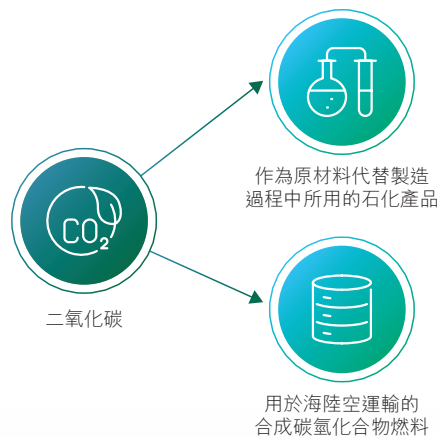 作為原材料代替製造
過程中所用的石化產品
CO2
二氧化碳
用於海陸空運輸的
合成碳氫化合物燃料